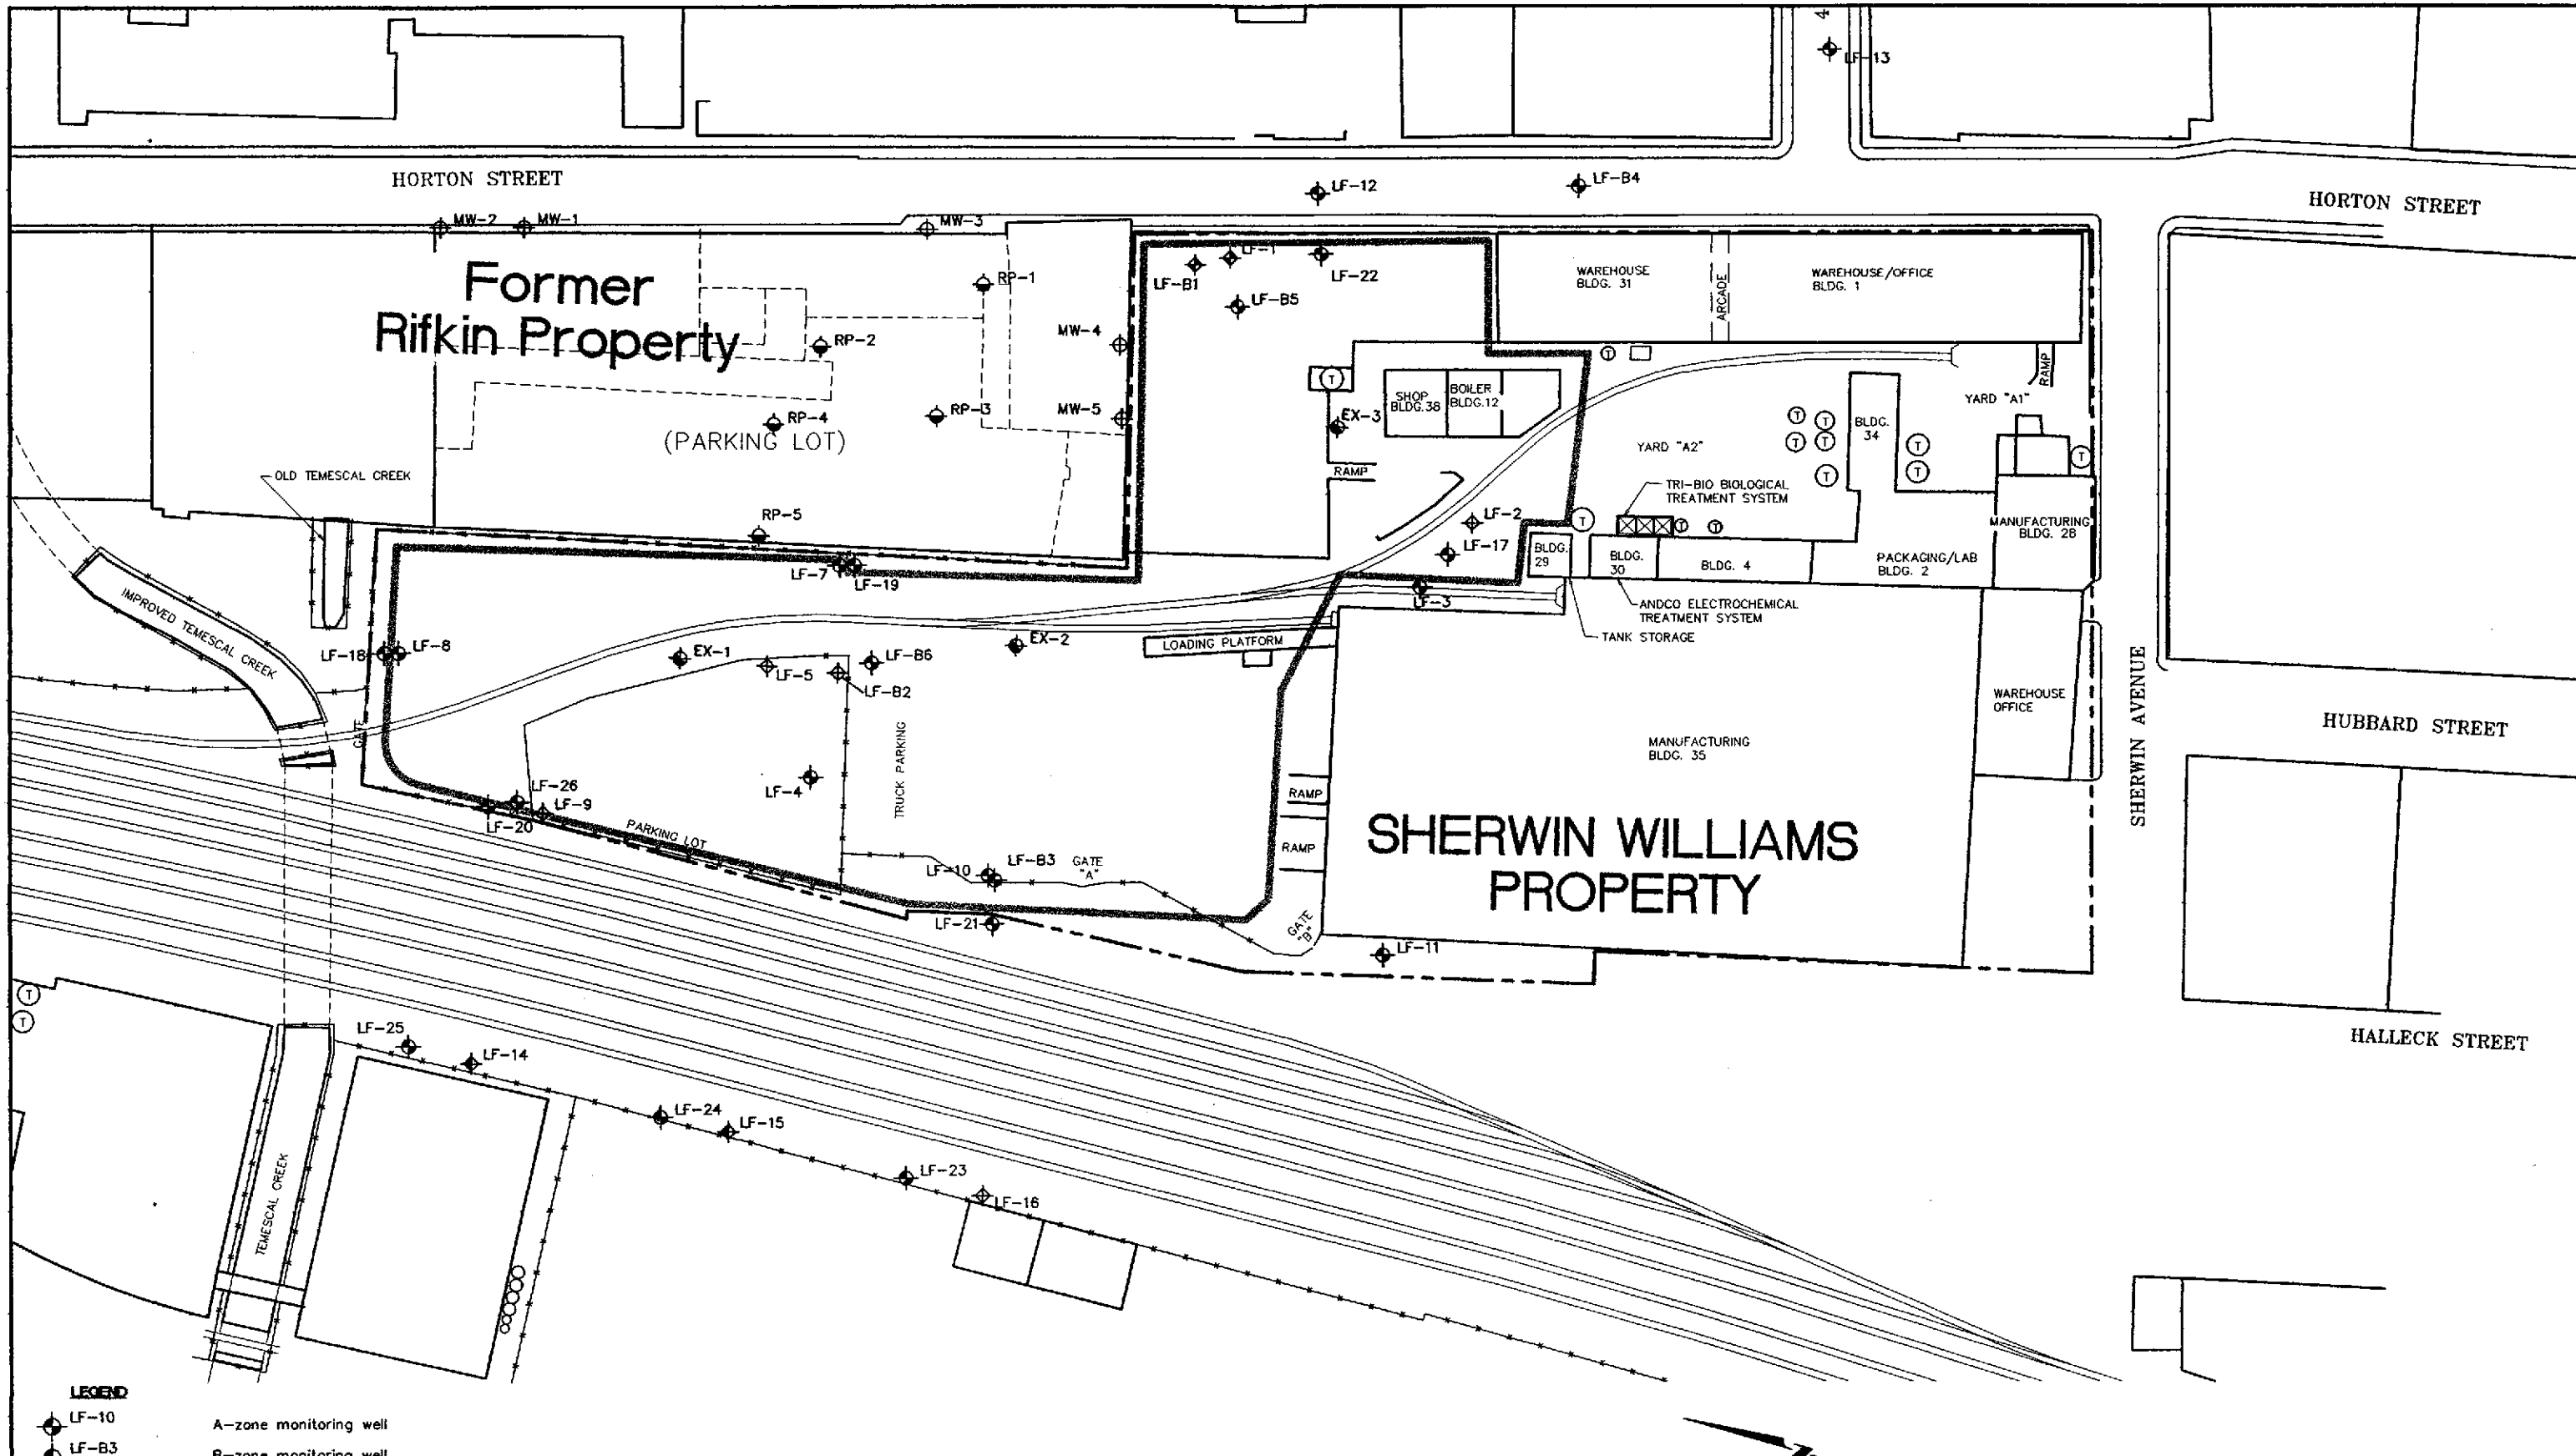 4
LF-13
HORTON STREET
LF-12
LF-B4
HORTON STREET
MW-2
MW-1
MW-3
Former
Rifkin Property
RP-1
RP-2
MW-4
RP-3
MW-5
RP-4
(PARKING LOT)
OLD TEMESCAL CREEK
RP-5
LF-B1
LF-1
LF-22
LF-B5
WAREHOUSE
BLDG. 31
ARCADE
WAREHOUSE/OFFICE
BLDG. 1
T
T
SHOP
BLDG.38
BOILER
BLDG.12
EX-3
RAMP
YARD "A2"
T
T
T
T
T
BLDG.
34
T
T
YARD "A1"
RAMP
T
TRI-BIO BIOLOGICAL
TREATMENT SYSTEM
LF-2
LF-17
T
T
T
BLDG.
29
BLDG.
30
BLDG. 4
PACKAGING/LAB
BLDG. 2
MANUFACTURING
BLDG. 28
LF-7
LF-19
LF-3
ANDCO ELECTROCHEMICAL
TREATMENT SYSTEM
TANK STORAGE
IMPROVED TEMESCAL CREEK
LF-18
LF-8
EX-1
LF-5
LF-B6
LF-B2
EX-2
LOADING PLATFORM
GATE
TRUCK PARKING
LF-4
LF-26
LF-9
LF-20
PARKING LOT
LF-10
LF-B3
GATE
"A"
LF-21
RAMP
RAMP
GATE
"B"
LF-11
MANUFACTURING
BLDG. 35
WAREHOUSE
OFFICE
SHERWIN WILLIAMS
PROPERTY
SHERWIN AVENUE
HUBBARD STREET
HALLECK STREET
T
T
LF-25
LF-14
LF-24
LF-15
LF-23
LF-16
TEMESCAL CREEK
LEGEND
LF-10
A-zone monitoring well
LF-B3
B-zone monitoring well